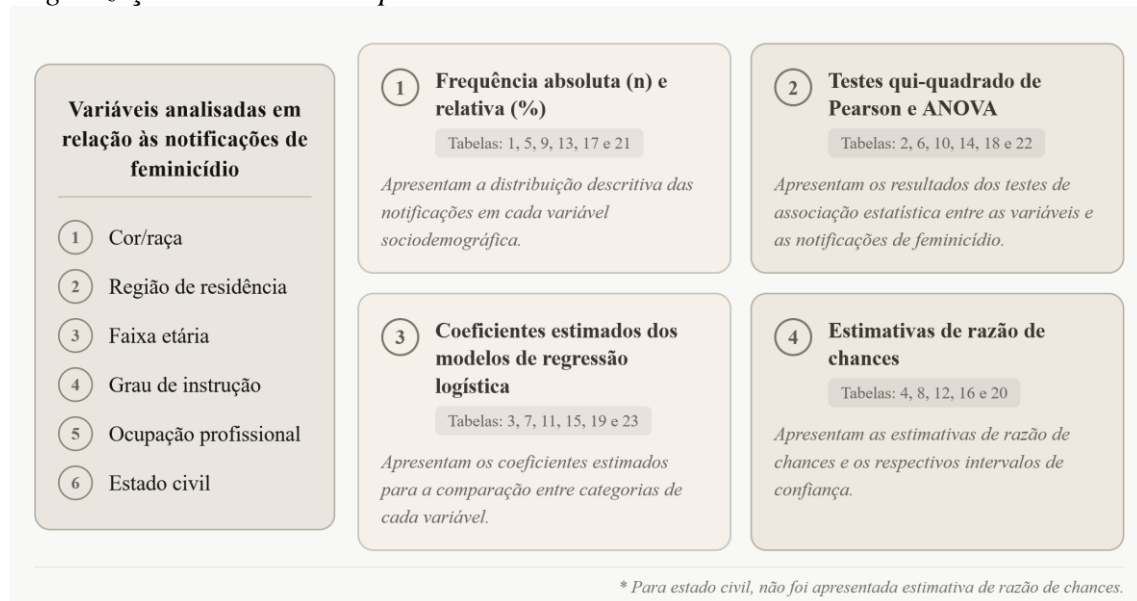 Variáveis analisadas em
relação às notificações de
feminicídio
1 Cor/raça
2 Região de residência
3 Faixa etária
4 Grau de instrução
5 Ocupação profissional
6 Estado civil
1 Frequência absoluta (n) e
relativa (%)
Tabelas: 1, 5, 9, 13, 17 e 21
Apresentam a distribuição descritiva das
notificações em cada variável
sociodemográfica.
2 Testes qui-quadrado de
Pearson e ANOVA
Tabelas: 2, 6, 10, 14, 18 e 22
Apresentam os resultados dos testes de
associação estatística entre as variáveis e
as notificações de feminicídio.
3 Coeficientes estimados dos
modelos de regressão
logística
Tabelas: 3, 7, 11, 15, 19 e 23
Apresentam os coeficientes estimados
para a comparação entre categorias de
cada variável.
4 Estimativas de razão de
chances
Tabelas: 4, 8, 12, 16 e 20
Apresentam as estimativas de razão de
chances e os respectivos intervalos de
confiança.
* Para estado civil, não foi apresentada estimativa de razão de chances.